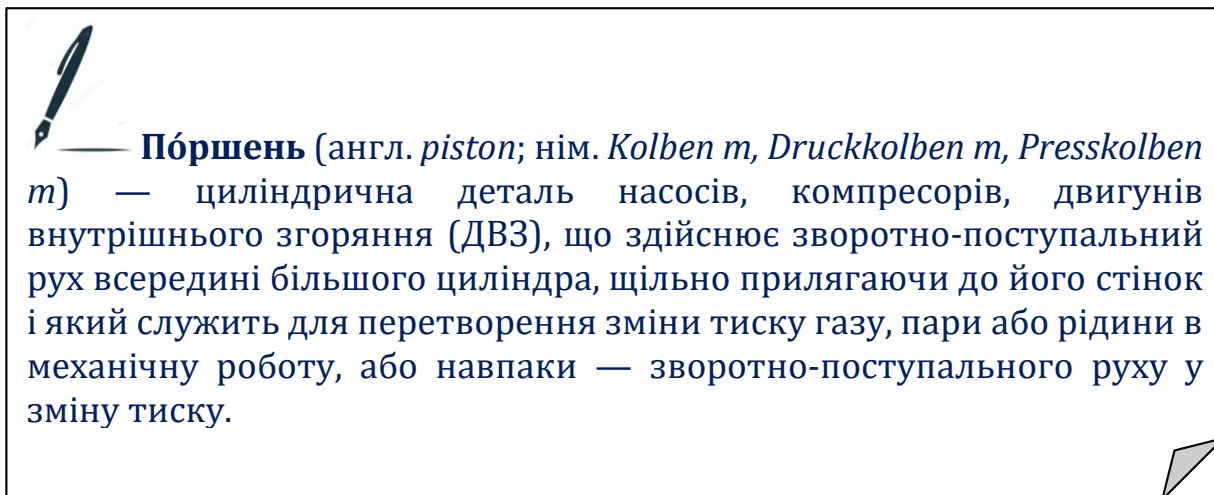 По́ршень (англ. piston; нім. Kolben m, Druckkolben m, Presskolben
m) — циліндрична деталь насосів, компресорів, двигунів
внутрішнього згоряння (ДВЗ), що здійснює зворотно-поступальний
рух всередині більшого циліндра, щільно прилягаючи до його стінок
і який служить для перетворення зміни тиску газу, пари або рідини в
механічну роботу, або навпаки — зворотно-поступального руху у
зміну тиску.